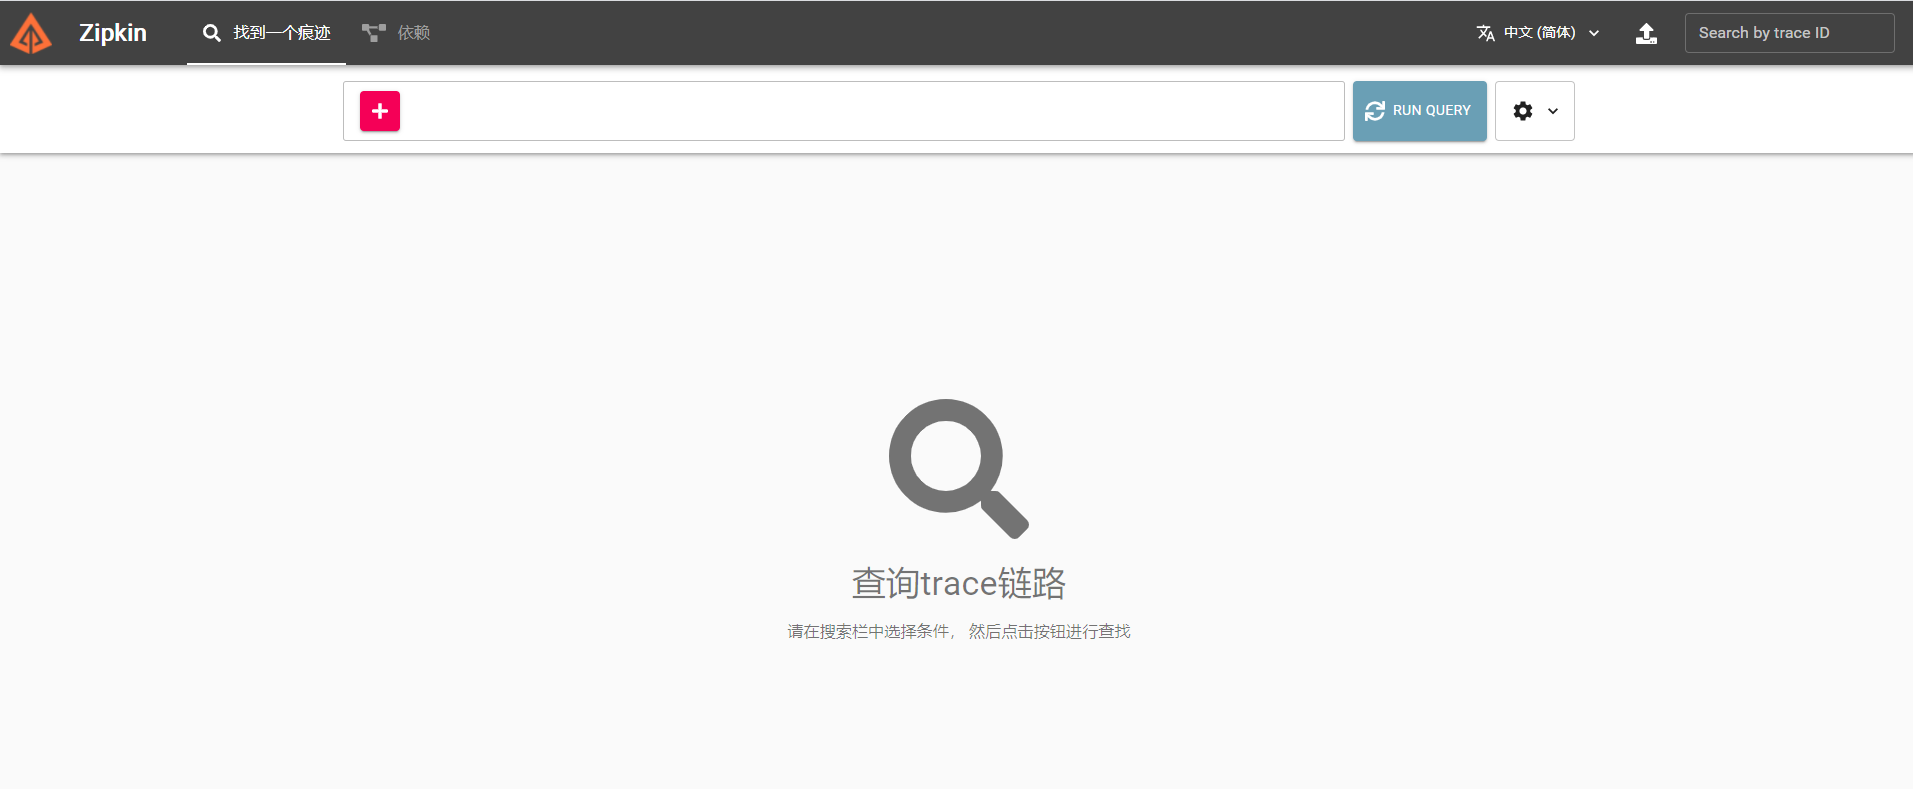 Zipkin
找到一个痕迹
依赖
中文 (简体)
Search by trace ID
RUN QUERY
查询trace链路
请在搜索栏中选择条件， 然后点击按钮进行查找